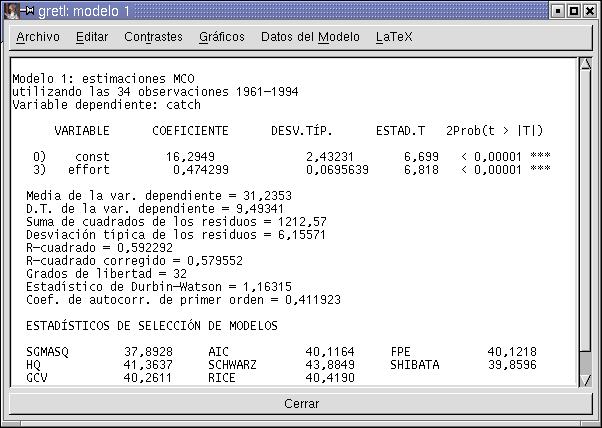 gretl: modelo 1
Archivo Editar Contrastes Gráficos Datos del Modelo LaTeX
Modelo 1: estimaciones MCO
utilizando las 34 observaciones 1961-1994
Variable dependiente: catch
VARIABLE COEFICIENTE DESV.TÍP. ESTAD.T 2Prob(t > |T|)
0) const 16,2949 2,43231 6,699 < 0,00001 ***
3) effort 0,474299 0,0695639 6,818 < 0,00001 ***
Media de la var. dependiente = 31,2353
D.T. de la var. dependiente = 9,49341
Suma de cuadrados de los residuos = 1212,57
Desviación típica de los residuos = 6,15571
R-cuadrado = 0,592292
R-cuadrado corregido = 0,579552
Grados de libertad = 32
Estadístico de Durbin-Watson = 1,16315
Coef. de autocorr. de primer orden = 0,411923
ESTADÍSTICOS DE SELECCIÓN DE MODELOS
SGMASQ 37,8928 AIC 40,1164 FPE 40,1218
HQ 41,3637 SCHWARZ 43,8849 SHIBATA 39,8596
GCV 40,2611 RICE 40,4190
Cerrar